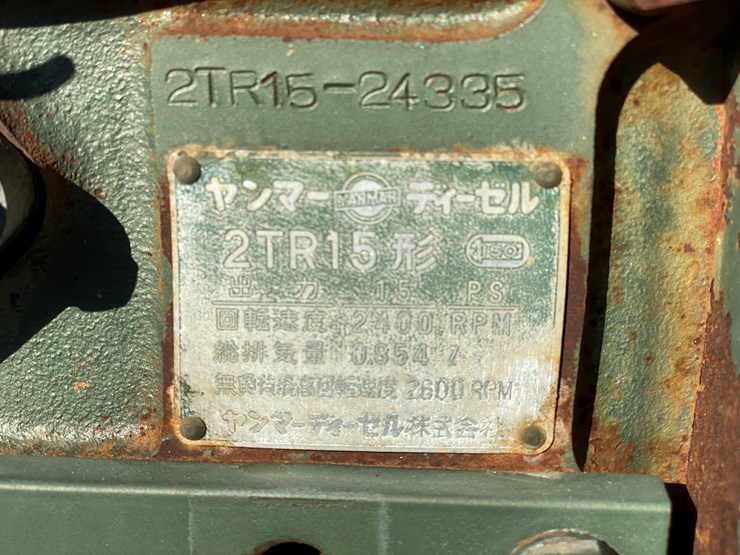 2TR15-24335
ヤンマー YANMAR ディーゼル
2TR15形
出力 15 PS
回転速度 2400 RPM
総排気量 0.854 l
無負荷最高回転速度 2600 RPM
ヤンマーディーゼル株式会社